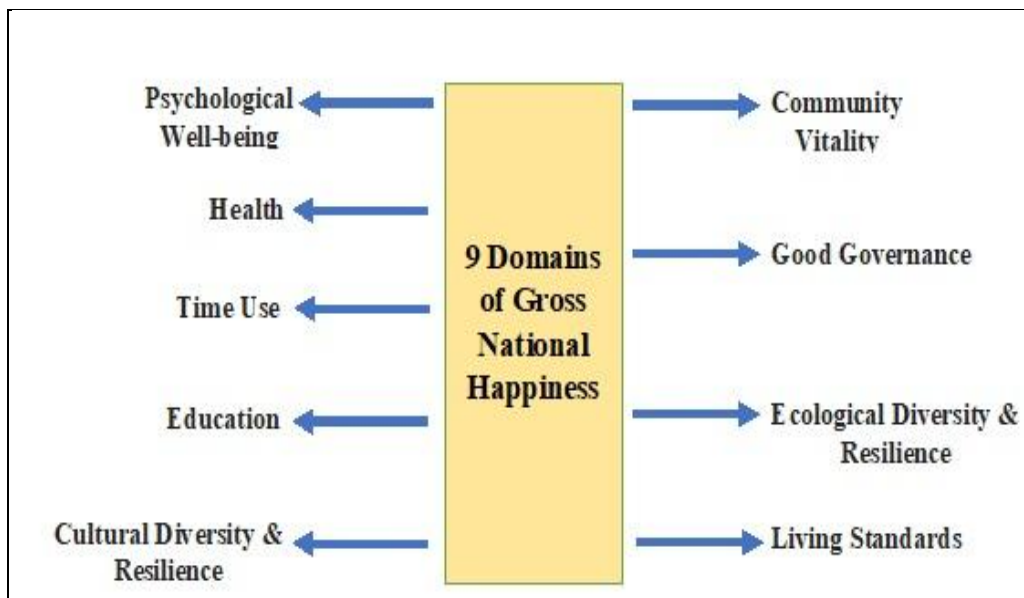 Psychological
Well-being
Health
Time Use
Education
Cultural Diversity &
Resilience
9 Domains
of Gross
National
Happiness
Community
Vitality
Good Governance
Ecological Diversity &
Resilience
Living Standards